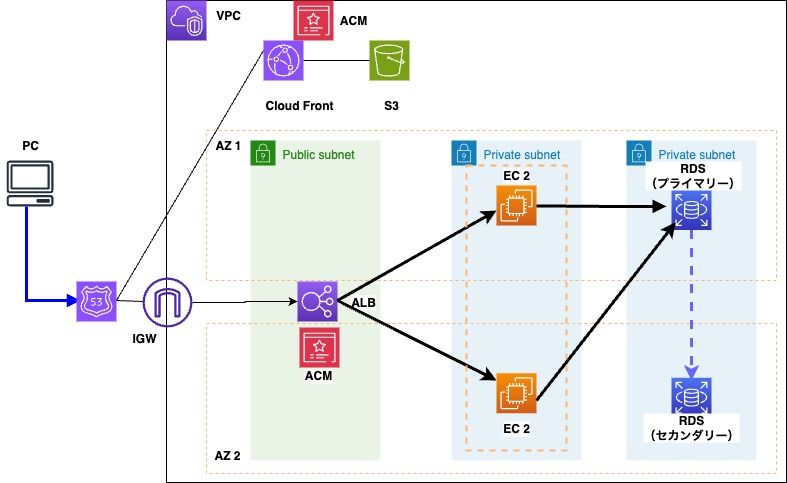 VPC
ACM
Cloud Front
S3
PC
AZ 1
Public subnet
Private subnet
Private subnet
EC 2
RDS
（プライマリー）
53
ALB
IGW
ACM
EC 2
RDS
（セカンダリー）
AZ 2